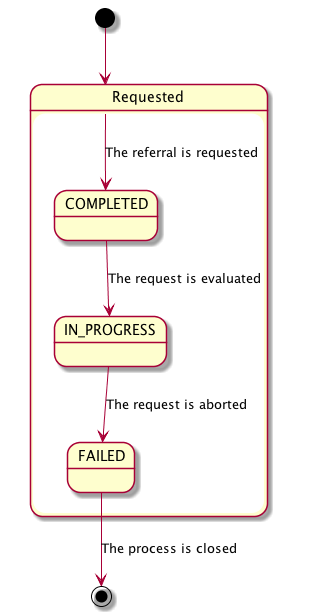 Requested
The referral is requested
COMPLETED
The request is evaluated
IN_PROGRESS
The request is aborted
FAILED
The process is closed